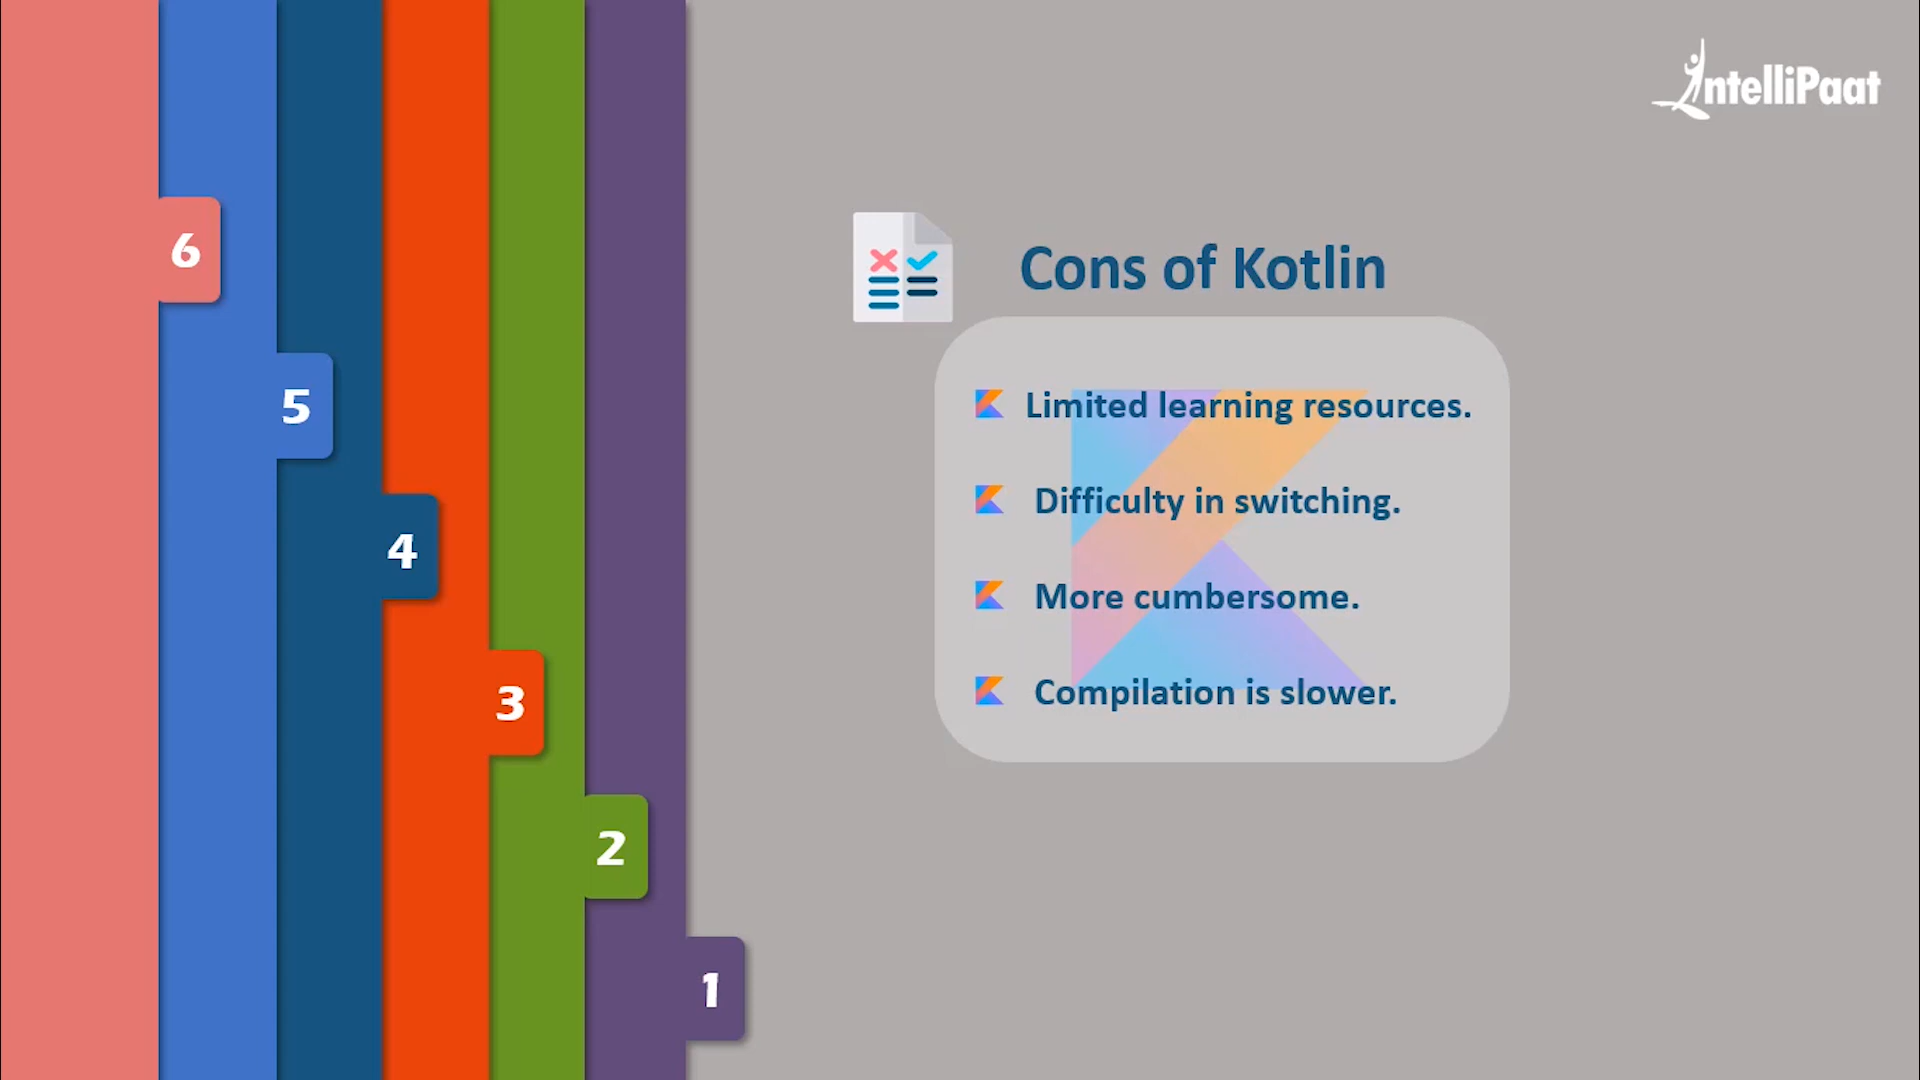 IntelliPaat
Cons of Kotlin
Limited learning resources.
Difficulty in switching.
More cumbersome.
Compilation is slower.
6
5
4
3
2
1